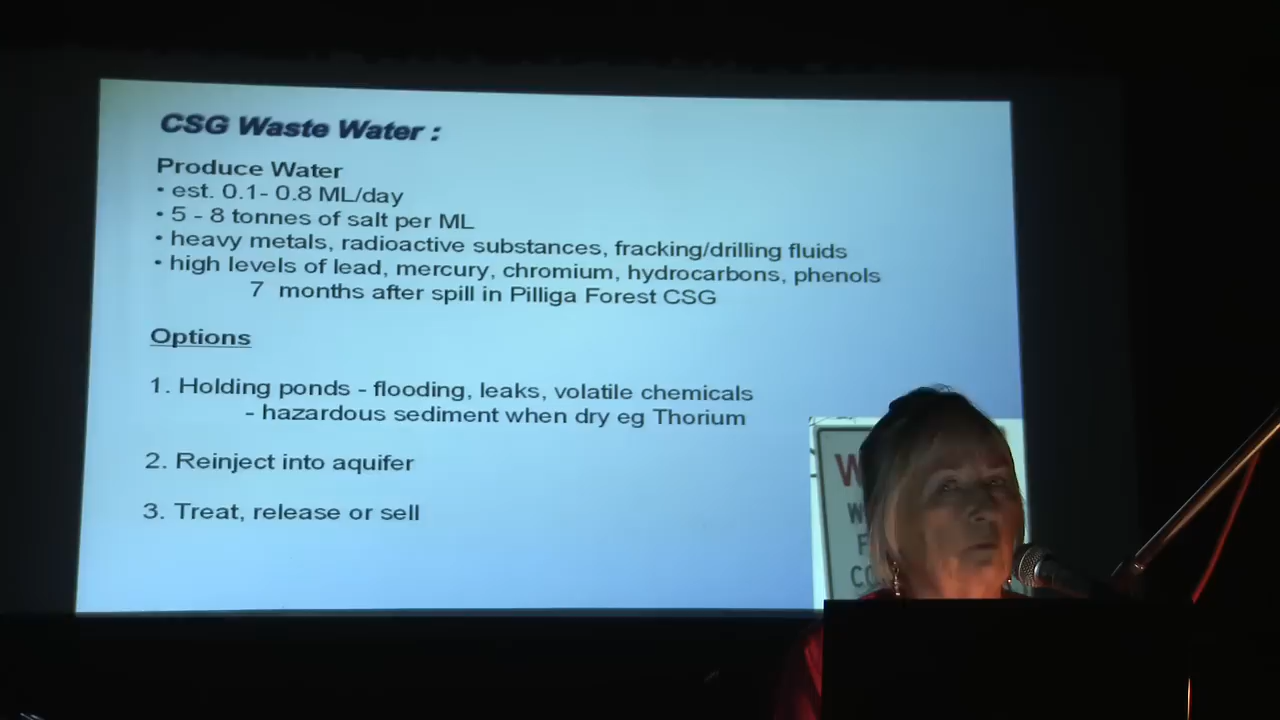 CSG Waste Water :
Produce Water
• est. 0.1- 0.8 ML/day
• 5 - 8 tonnes of salt per ML
• heavy metals, radioactive substances, fracking/drilling fluids
• high levels of lead, mercury, chromium, hydrocarbons, phenols
7 months after spill in Pilliga Forest CSG
Options
1. Holding ponds - flooding, leaks, volatile chemicals
- hazardous sediment when dry eg Thorium
2. Reinject into aquifer
3. Treat, release or sell